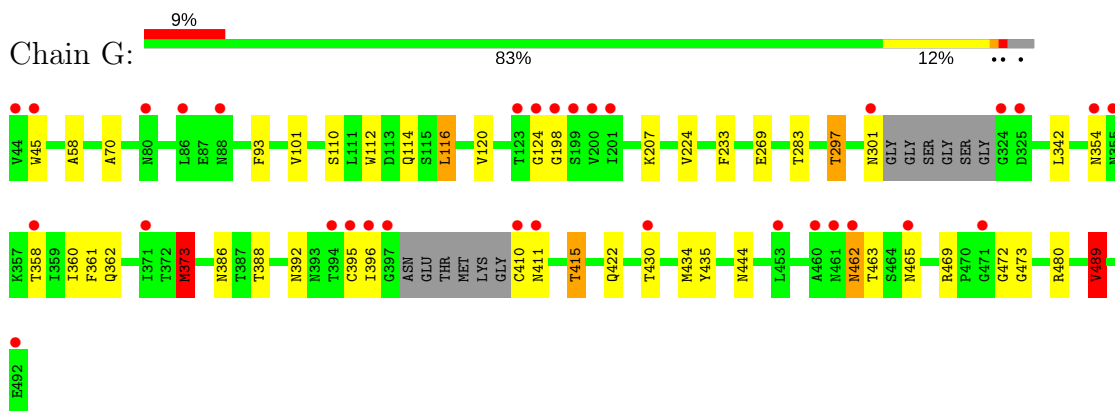 9%
Chain G:
83% 12% • • •
V44 W45 A58 A70 N80 L86 E87 N88 F93 V101 S110 L111 W112 D113 Q114 S115 L116 V120 T123 G124 G198 S199 V200 I201 K207 V224 F233 E269 T283 T297 N301 GLY GLY SER GLY SER GLY G324 D325 L342 N354 N355
K357 T358 I359 I360 F361 Q362 I371 T372 M373 N386 T387 T388 N392 N393 T394 C395 I396 G397 ASN GLU THR MET LYS GLY C410 N411 T415 Q422 T430 M434 Y435 N444 L453 A460 N461 N462 T463 S464 N465 R469 P470 G471 G472 G473 R480 V489
E492